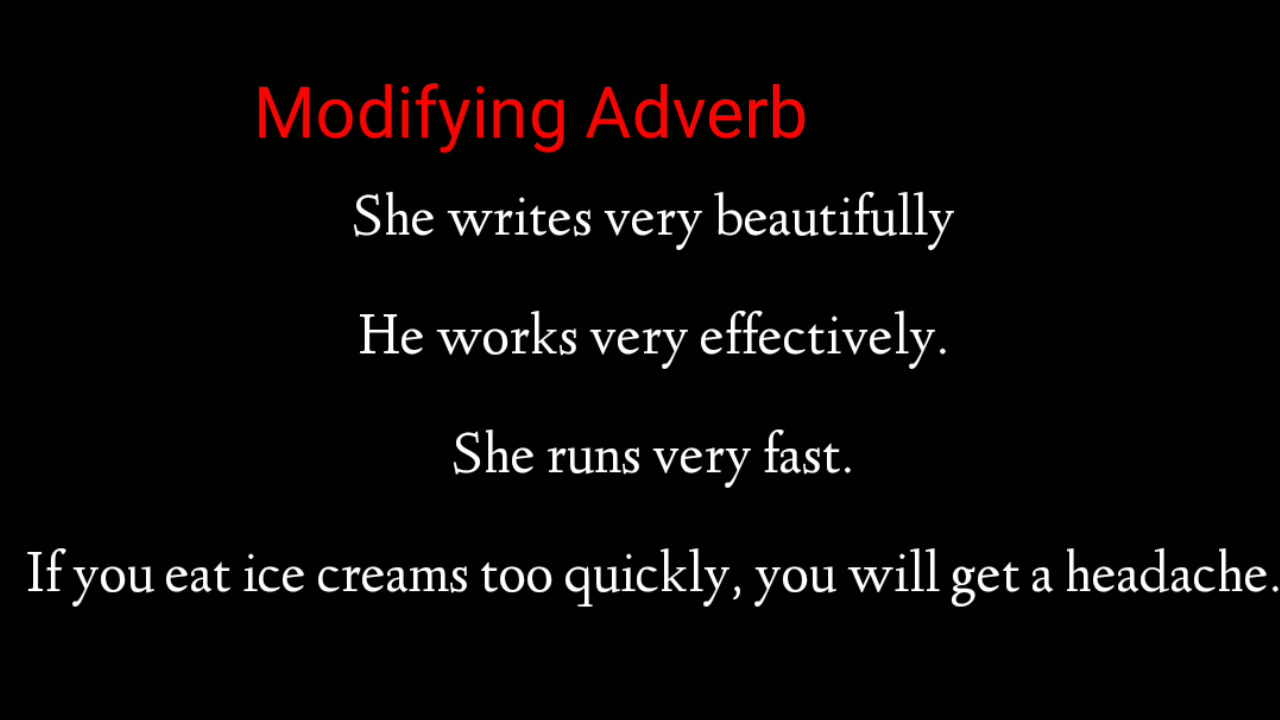 Modifying Adverb
She writes very beautifully
He works very effectively.
She runs very fast.
If you eat ice creams too quickly, you will get a headache.